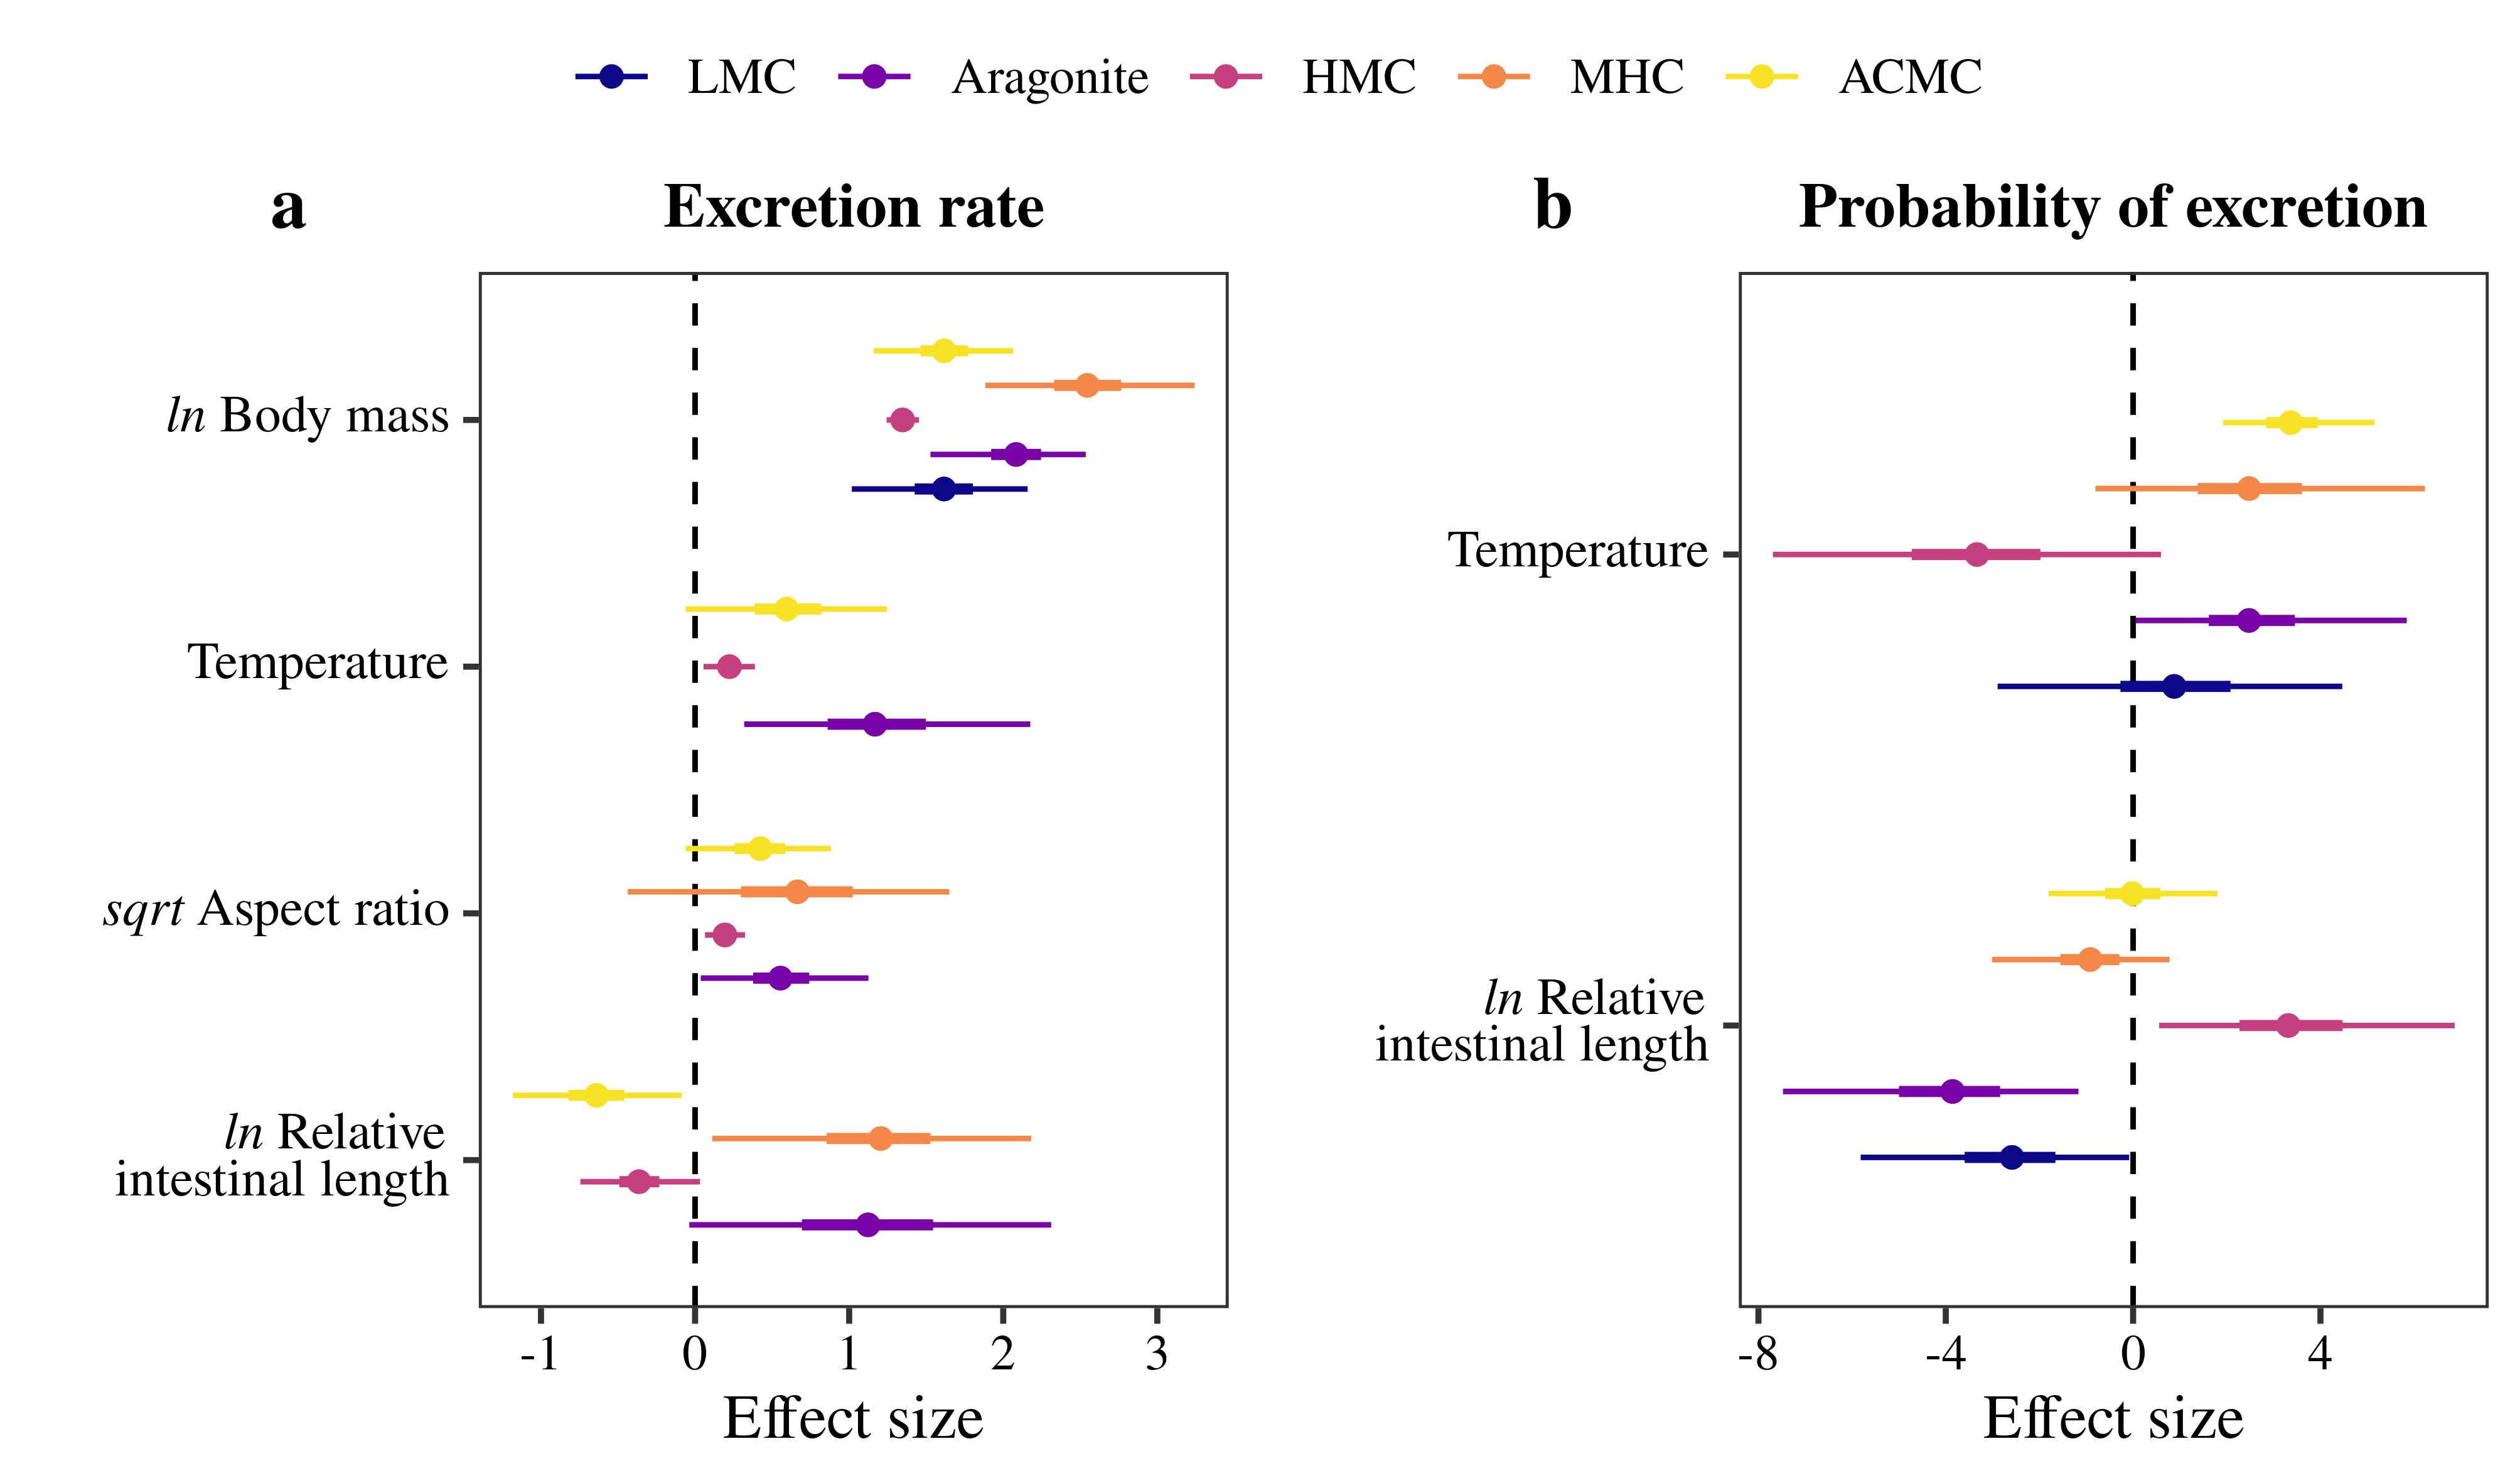 LMC Aragonite HMC MHC ACMC
a Excretion rate
ln Body mass
Temperature
sqrt Aspect ratio
ln Relative
intestinal length
-1 0 1 2 3
Effect size
b Probability of excretion
Temperature
ln Relative
intestinal length
-8 -4 0 4
Effect size